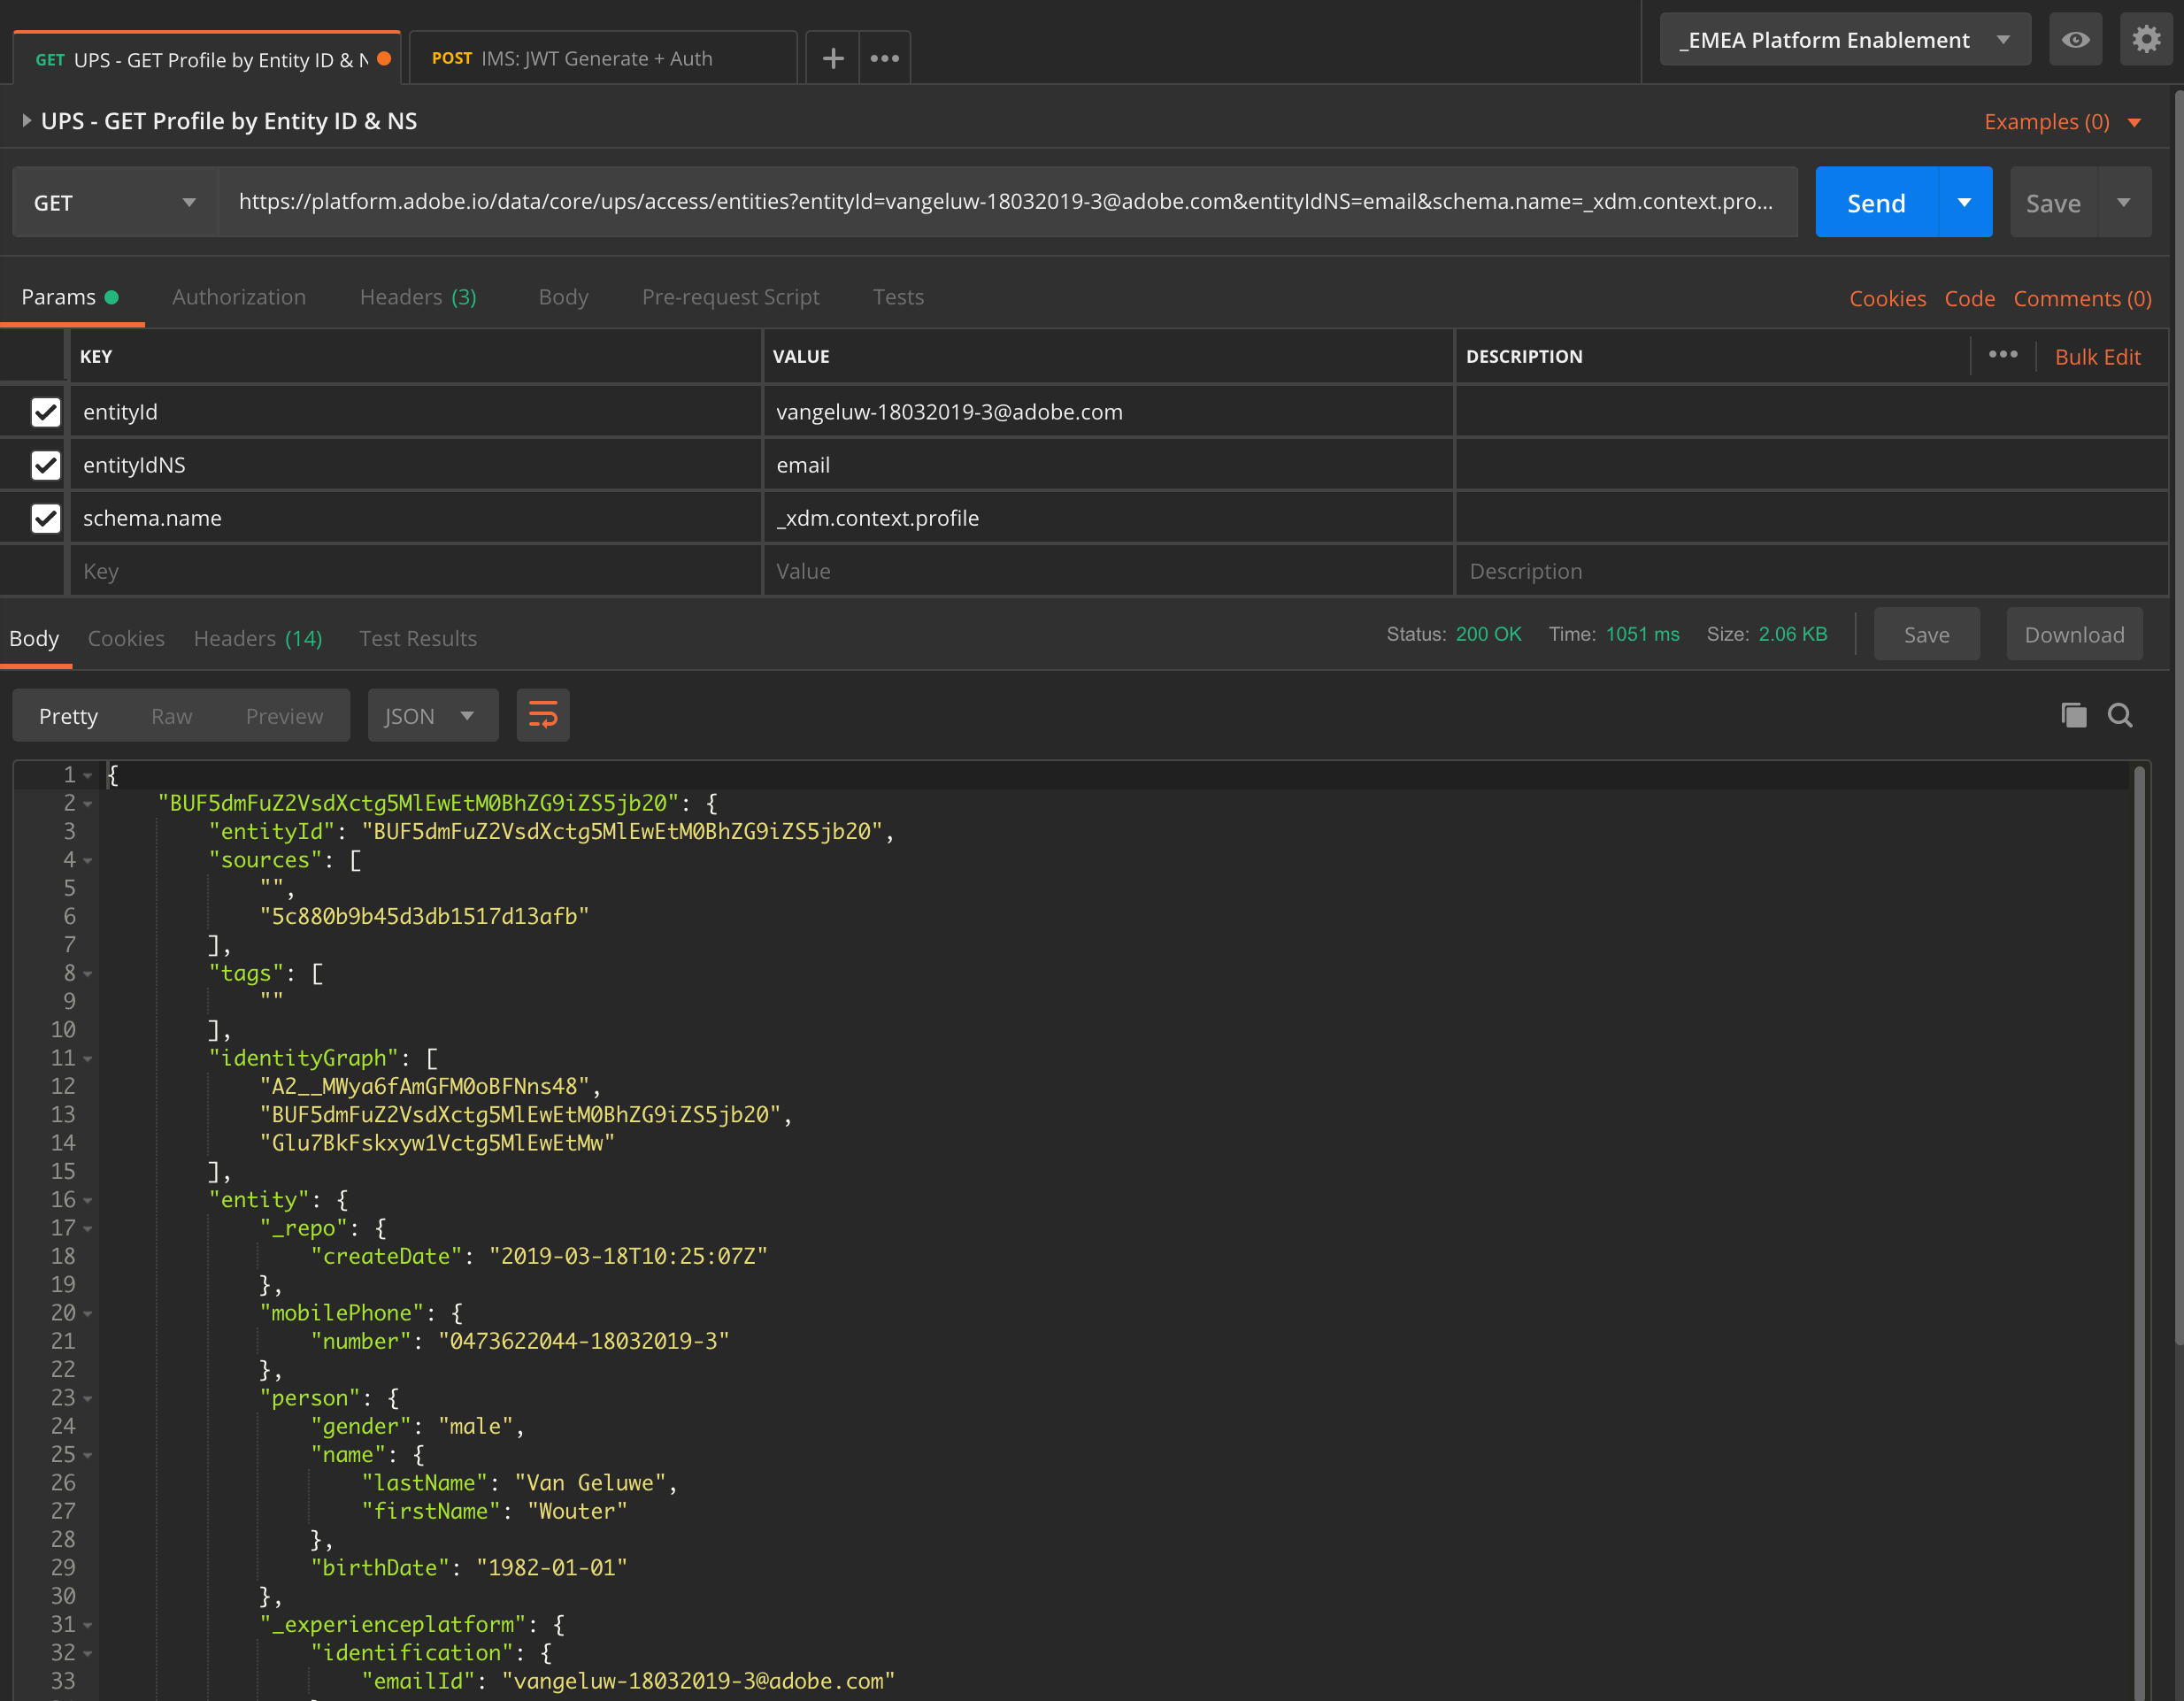 GET UPS - GET Profile by Entity ID & N
POST IMS: JWT Generate + Auth
_EMEA Platform Enablement
UPS - GET Profile by Entity ID & NS
Examples (0)
GET
https://platform.adobe.io/data/core/ups/access/entities?entityId=vangeluw-18032019-3@adobe.com&entityIdNS=email&schema.name=_xdm.context.pro...
Send
Save
Params
Authorization
Headers (3)
Body
Pre-request Script
Tests
Cookies
Code
Comments (0)
KEY
VALUE
DESCRIPTION
Bulk Edit
entityId
vangeluw-18032019-3@adobe.com
entityIdNS
email
schema.name
_xdm.context.profile
Key
Value
Description
Body
Cookies
Headers (14)
Test Results
Status: 200 OK
Time: 1051 ms
Size: 2.06 KB
Save
Download
Pretty
Raw
Preview
JSON
1 {
2 "BUF5dmFuZ2VsdXctg5MlEwEtM0BhZG9iZS5jb20": {
3 "entityId": "BUF5dmFuZ2VsdXctg5MlEwEtM0BhZG9iZS5jb20",
4 "sources": [
5 "",
6 "5c880b9b45d3db1517d13afb"
7 ],
8 "tags": [
9 ""
10 ],
11 "identityGraph": [
12 "A2__MWya6fAmGFM0oBFNns48",
13 "BUF5dmFuZ2VsdXctg5MlEwEtM0BhZG9iZS5jb20",
14 "Glu7BkFskxyw1Vctg5MlEwEtMw"
15 ],
16 "entity": {
17 "_repo": {
18 "createDate": "2019-03-18T10:25:07Z"
19 },
20 "mobilePhone": {
21 "number": "0473622044-18032019-3"
22 },
23 "person": {
24 "gender": "male",
25 "name": {
26 "lastName": "Van Geluwe",
27 "firstName": "Wouter"
28 },
29 "birthDate": "1982-01-01"
30 },
31 "_experienceplatform": {
32 "identification": {
33 "emailId": "vangeluw-18032019-3@adobe.com"